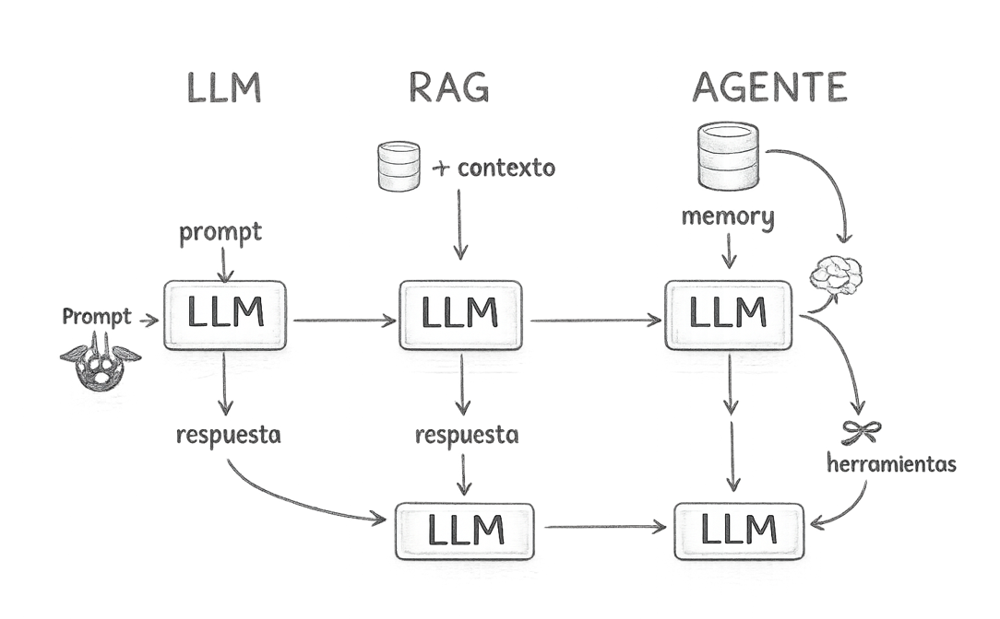 LLM
RAG
AGENTE
+ contexto
memory
prompt
Prompt
LLM
LLM
LLM
respuesta
respuesta
herramientas
LLM
LLM